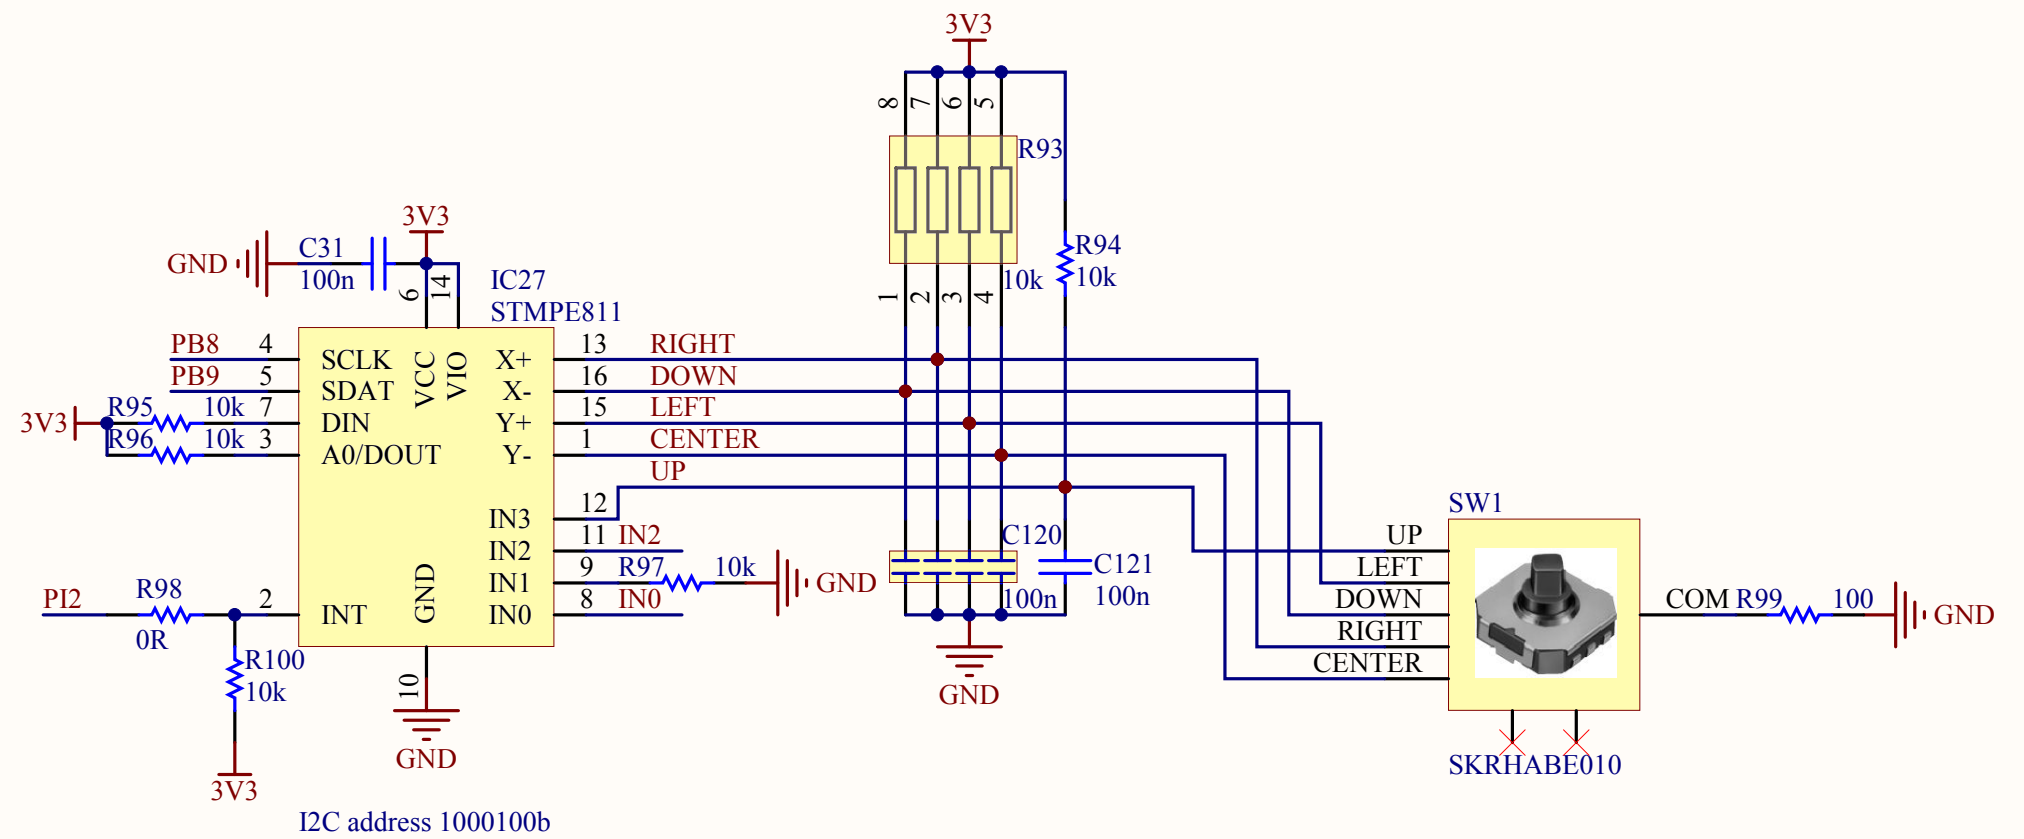 3V3
8
7
6
5
R93
10k
1
2
3
4
R94
10k
3V3
GND
C31
100n
6
14
IC27
STMPE811
PB8
4
SCLK
PB9
5
SDAT
3V3
R95
10k
7
DIN
R96
10k
3
A0/DOUT
VCC
VIO
X+
13
RIGHT
X-
16
DOWN
Y+
15
LEFT
Y-
1
CENTER
UP
IN3
12
IN2
11
IN2
IN1
9
R97
10k
GND
IN0
8
IN0
PI2
R98
0R
2
INT
GND
R100
10k
3V3
10
GND
C120
100n
C121
100n
GND
SW1
UP
LEFT
DOWN
RIGHT
CENTER
COM
R99
100
GND
SKRHABE010
I2C address 1000100b